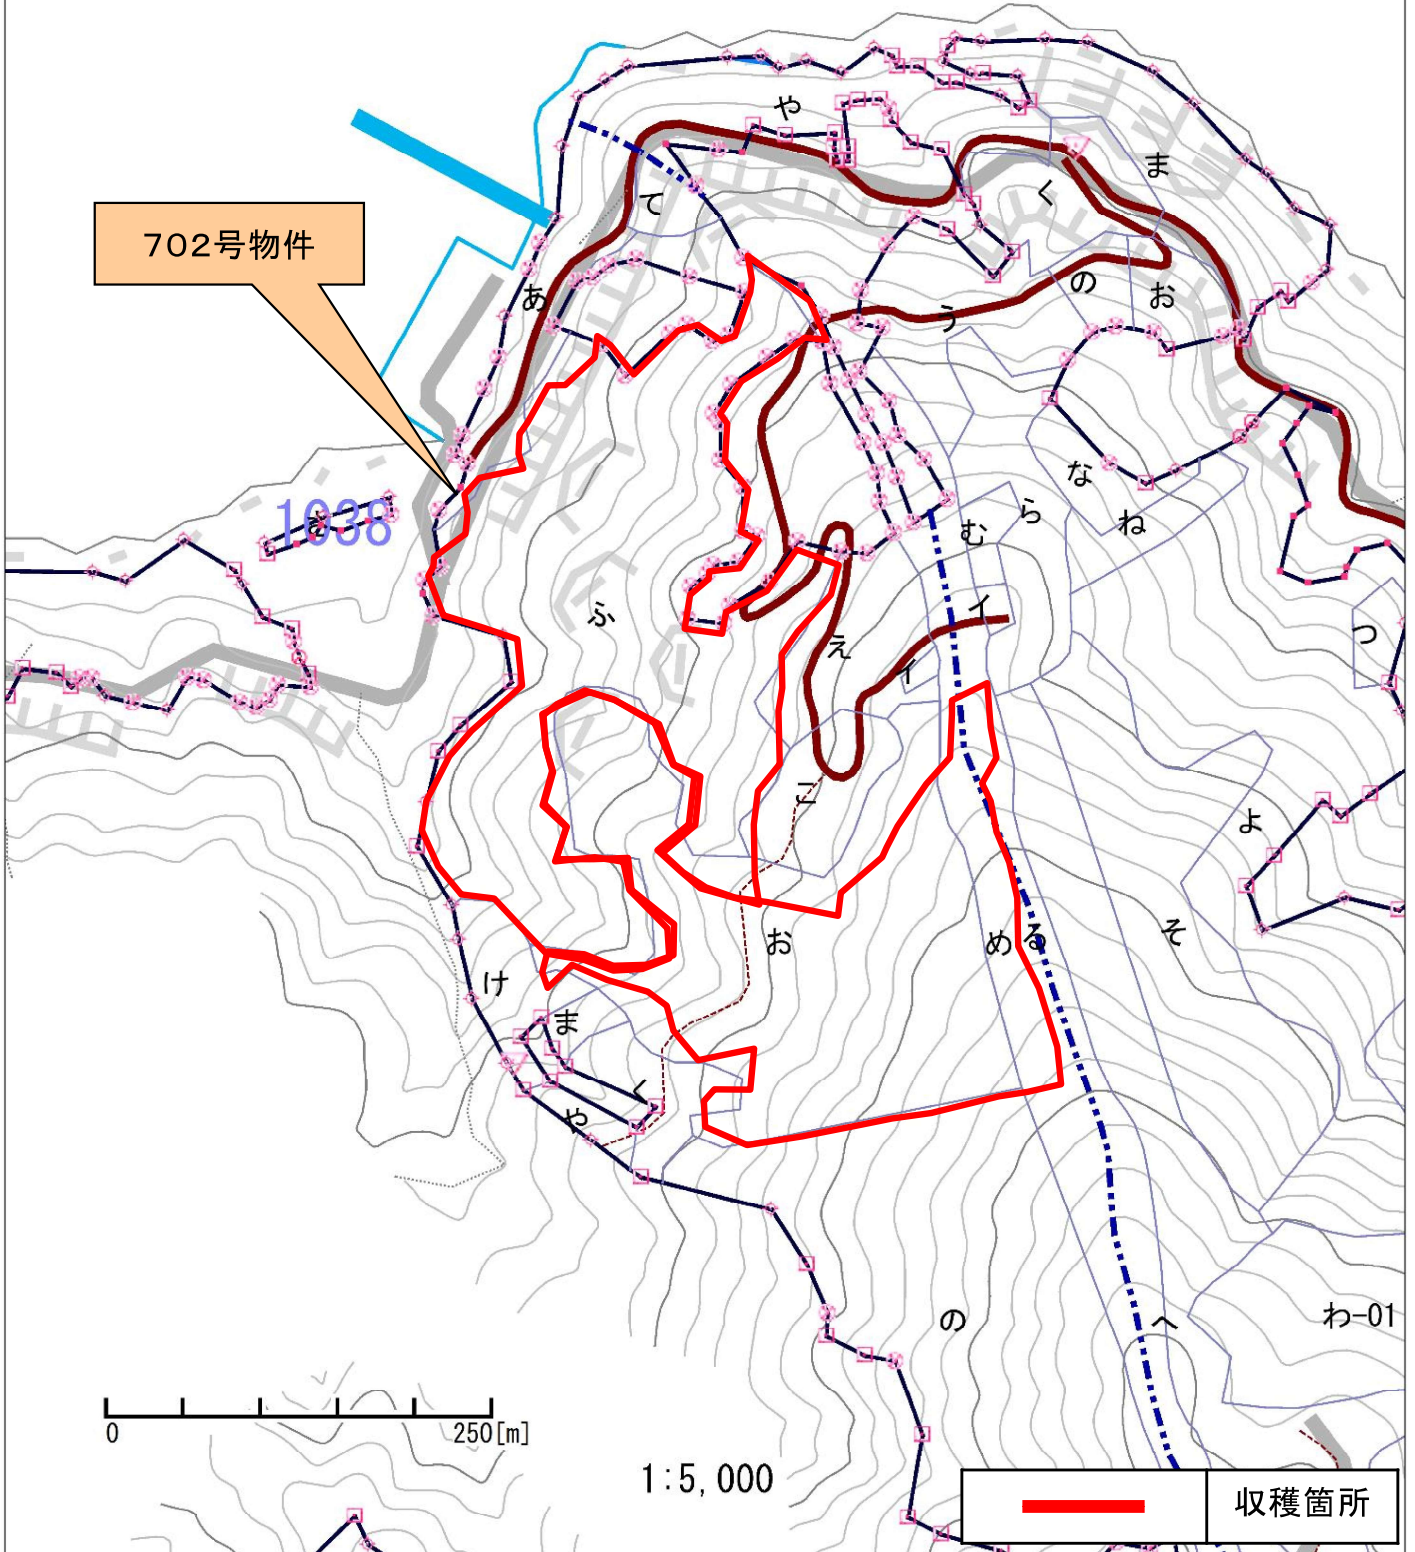 や
ま
て
く
702号物件
あ
の
お
う
な
1038
ら
ね
む
イ
ふ
つ
え
イ
こ
よ
お
め
る
そ
け
ま
く
や
の
へ
わ-01
0 250[m]
1:5,000
収穫箇所